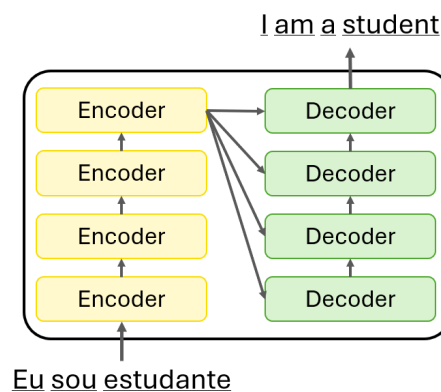 I am a student
Encoder
Decoder
Encoder
Decoder
Encoder
Decoder
Encoder
Decoder
Eu sou estudante